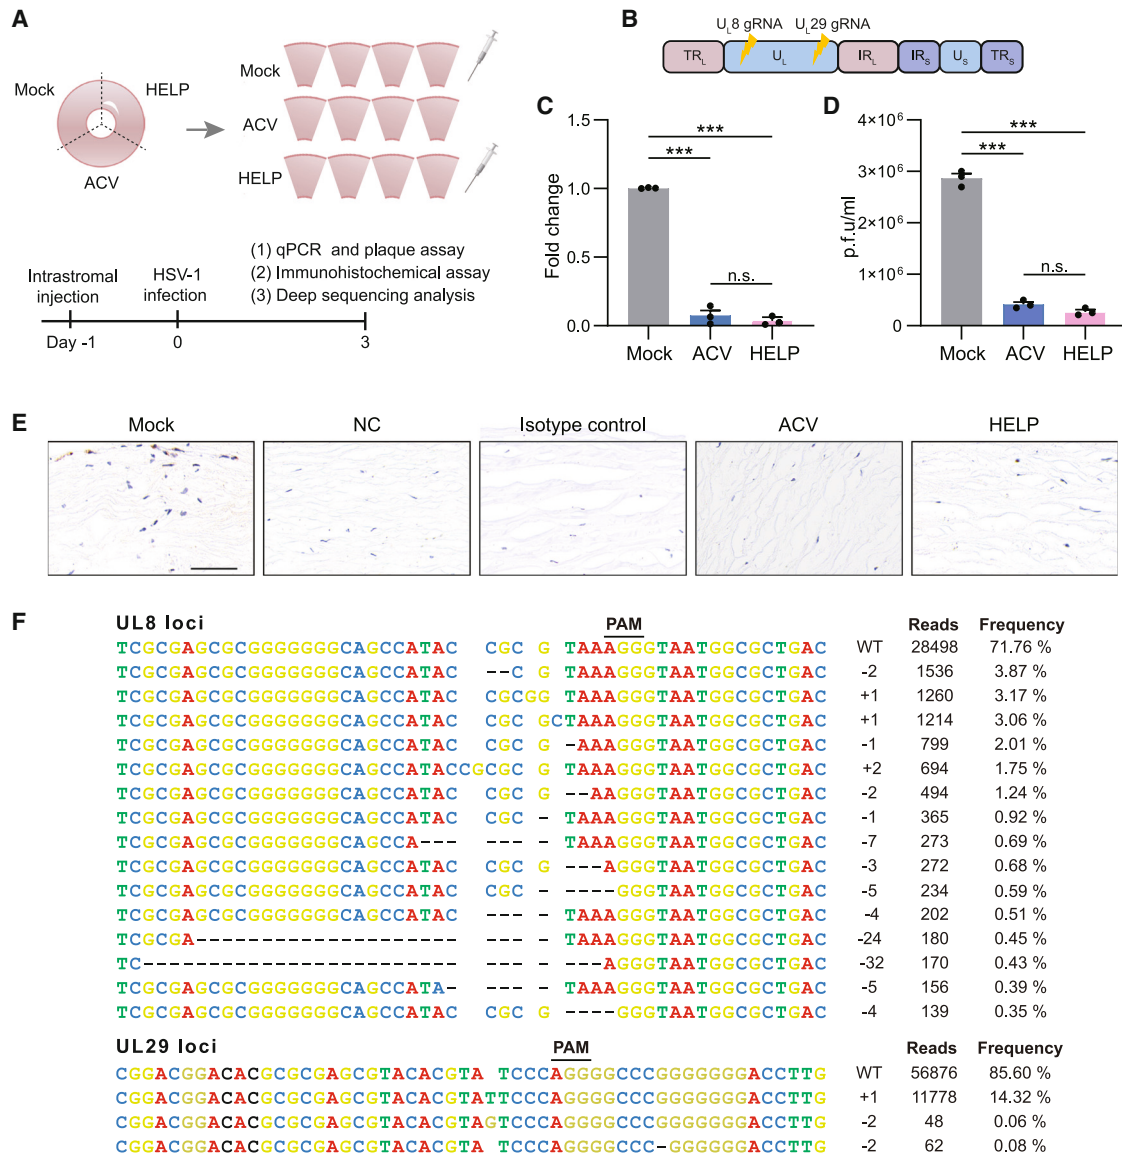 A
Mock
HELP
ACV
Mock
ACV
HELP
(1) qPCR and plaque assay
(2) Immunohistochemical assay
(3) Deep sequencing analysis
Intrastromal injection
HSV-1 infection
Day -1
0
3
B
UL8 gRNA
UL29 gRNA
TRL
UL
IRL
IRS
US
TRS
C
Fold change
1.5
1.0
0.5
0.0
***
***
n.s.
Mock ACV HELP
D
p.f.u/ml
4×10⁶
3×10⁶
2×10⁶
1×10⁶
0
***
***
n.s.
Mock ACV HELP
E
Mock
NC
Isotype control
ACV
HELP
F
UL8 loci PAM Reads Frequency
TCGCGAGCGCGGGGGGGCAGCCATAC CGC G TAAAGGGTAATGGCGCTGAC WT 28498 71.76 %
TCGCGAGCGCGGGGGGGCAGCCATAC --C G TAAAGGGTAATGGCGCTGAC -2 1536 3.87 %
TCGCGAGCGCGGGGGGGCAGCCATAC CGCGG TAAAGGGTAATGGCGCTGAC +1 1260 3.17 %
TCGCGAGCGCGGGGGGGCAGCCATAC CGC GCTAAAGGGTAATGGCGCTGAC +1 1214 3.06 %
TCGCGAGCGCGGGGGGGCAGCCATAC CGC G -AAAGGGTAATGGCGCTGAC -1 799 2.01 %
TCGCGAGCGCGGGGGGGCAGCCATACCGCGC G TAAAGGGTAATGGCGCTGAC +2 694 1.75 %
TCGCGAGCGCGGGGGGGCAGCCATAC CGC G --AAGGGTAATGGCGCTGAC -2 494 1.24 %
TCGCGAGCGCGGGGGGGCAGCCATAC CGC - TAAAGGGTAATGGCGCTGAC -1 365 0.92 %
TCGCGAGCGCGGGGGGGCAGCCA--- --- - TAAAGGGTAATGGCGCTGAC -7 273 0.69 %
TCGCGAGCGCGGGGGGGCAGCCATAC CGC G ---AGGGTAATGGCGCTGAC -3 272 0.68 %
TCGCGAGCGCGGGGGGGCAGCCATAC CGC - ----GGGTAATGGCGCTGAC -5 234 0.59 %
TCGCGAGCGCGGGGGGGCAGCCATAC --- - TAAAGGGTAATGGCGCTGAC -4 202 0.51 %
TCGCGA-------------------- --- - TAAAGGGTAATGGCGCTGAC -24 180 0.45 %
TC------------------------ --- - ---AGGGTAATGGCGCTGAC -32 170 0.43 %
TCGCGAGCGCGGGGGGGCAGCCATA- --- - TAAAGGGTAATGGCGCTGAC -5 156 0.39 %
TCGCGAGCGCGGGGGGGCAGCCATAC CGC G ----GGGTAATGGCGCTGAC -4 139 0.35 %
UL29 loci PAM Reads Frequency
CGGACGGACACGCGCGAGCGTACACGTA TCCCAGGGGCCCGGGGGGACCTTG WT 56876 85.60 %
CGGACGGACACGCGCGAGCGTACACGTATTCCCAGGGGCCCGGGGGGACCTTG +1 11778 14.32 %
CGGACGGACACGCGCGAGCGTACACGTAGTCCCAGGGGCCCGGGGGGACCTTG -2 48 0.06 %
CGGACGGACACGCGCGAGCGTACACGTA TCCCAGGGGCCC-GGGGGGACCTTG -2 62 0.08 %